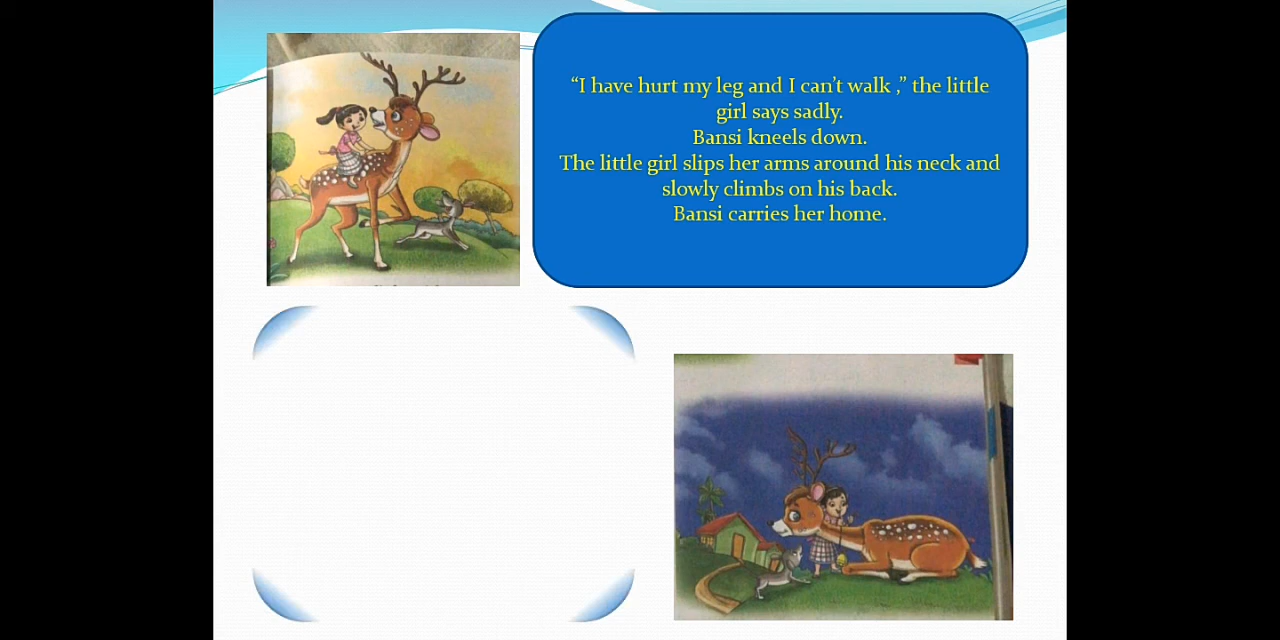 “I have hurt my leg and I can’t walk ,” the little
girl says sadly.
Bansi kneels down.
The little girl slips her arms around his neck and
slowly climbs on his back.
Bansi carries her home.